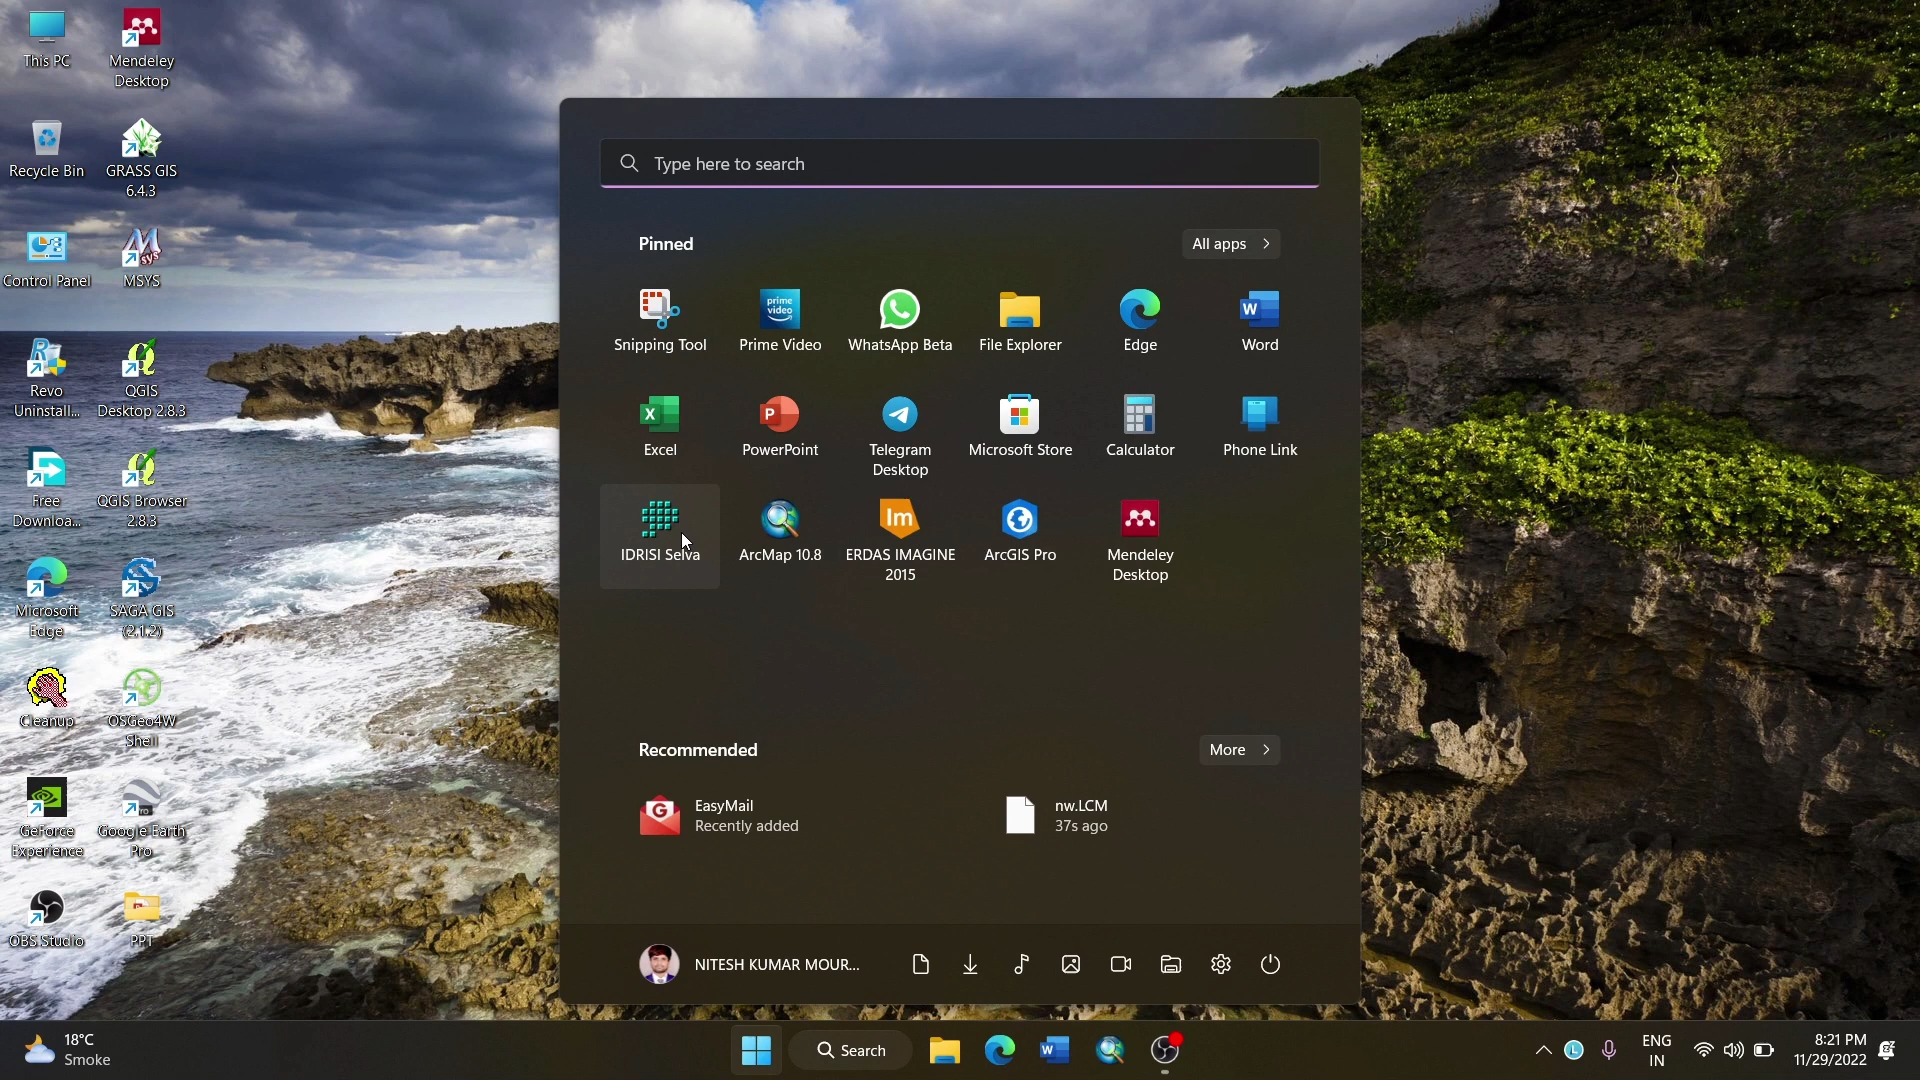 This PC
Mendeley
Desktop
Recycle Bin
GRASS GIS
6.4.3
Control Panel
MSYS
Revo
Uninstall...
QGIS
Desktop 2.8.3
Free
Downloa...
QGIS Browser
2.8.3
Microsoft
Edge
SAGA GIS
(2.1.2)
Cleanup
OSGeo4W
Shell
GeForce
Experience
Google Earth
Pro
OBS Studio
PPT
Type here to search
Pinned
All apps
Snipping Tool
prime
video
Prime Video
WhatsApp Beta
File Explorer
Edge
W
Word
X
Excel
P
PowerPoint
Telegram
Desktop
Microsoft Store
Calculator
Phone Link
IDRISI Selva
ArcMap 10.8
Im
ERDAS IMAGINE
2015
ArcGIS Pro
Mendeley
Desktop
Recommended
More
G
EasyMail
Recently added
nw.LCM
37s ago
NITESH KUMAR MOUR...
18°C
Smoke
Search
W
L
ENG
IN
8:21 PM
11/29/2022